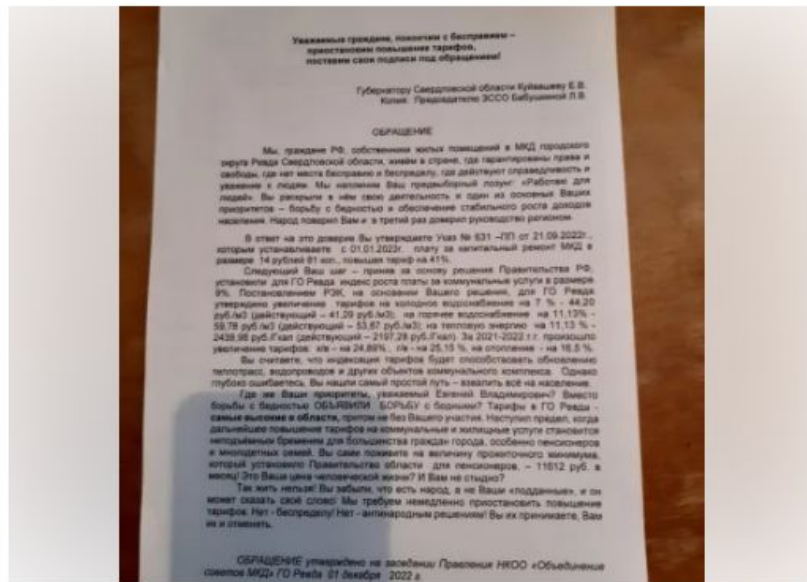 Уважаемые граждане, покончим с бесправием –
приостановим повышение тарифов,
поставим свои подписи под обращением!
Губернатору Свердловской области Куйвашеву Е.В.
Копия: Председателю ЗССО Бабушкиной Л.В.
ОБРАЩЕНИЕ
Мы, граждане РФ, собственники жилых помещений в МКД городского
округа Ревда Свердловской области, живём в стране, где гарантированы права и
свободы, где нет места бесправию и беспределу, где действуют справедливость и
уважение к людям. Мы напомним Ваш предвыборный лозунг: «Работаю для
людей». Вы раскрыли в нём свою деятельность и один из основных Ваших
приоритетов – борьбу с бедностью и обеспечение стабильного роста доходов
населения. Народ поверил Вам и в третий раз доверил руководство регионом.
В ответ на это доверие Вы утверждаете Указ № 631 –ПП от 21.09.2022г.,
которым устанавливаете с 01.01.2023г. плату за капитальный ремонт МКД в
размере 14 рублей 81 коп., повышая тариф на 41%.
Следующий Ваш шаг – приняв за основу решения Правительства РФ,
установили для ГО Ревда индекс роста платы за коммунальные услуги в размере
9%. Постановлением РЭК, на основании Вашего решения, для ГО Ревда
утверждено увеличение тарифов на холодное водоснабжение на 7 % - 44,20
руб./м3 (действующий – 41,29 руб./м3), на горячее водоснабжение на 11,13% -
59,78 руб./м3 (действующий – 53,67 руб./м3); на тепловую энергию на 11,13 % -
2439,98 руб./Гкал (действующий – 2197,28 руб./Гкал). За 2021-2022 г.г. произошло
увеличение тарифов: х/в - на 24,89%, г/в - на 25,15 %, на отопление - на 16,5 %.
Вы считаете, что индексация тарифов будет способствовать обновлению
теплотрасс, водопроводов и других объектов коммунального комплекса. Однако
глубоко ошибаетесь. Вы нашли самый простой путь – взвалить всё на население.
Где же Ваши приоритеты, уважаемый Евгений Владимирович? Вместо
борьбы с бедностью ОБЪЯВИЛИ БОРЬБУ с бедными? Тарифы в ГО Ревды -
самые высокие в области, притом не без Вашего участия. Наступил предел, когда
дальнейшее повышение тарифов на коммунальные и жилищные услуги становится
неподъёмным бременем для большинства граждан города, особенно пенсионеров
и многодетных семей. Вы сами поживите на величину прожиточного минимума,
который установило Правительство области для пенсионеров, – 11612 руб. в
месяц! Это Ваша цена человеческой жизни? И Вам не стыдно?
Так жить нельзя! Вы забыли, что есть народ, а не Ваши «подданные», и он
может сказать своё слово! Мы требуем немедленно приостановить повышение
тарифов. Нет - беспределу! Нет - антинародным решениям! Вы их принимаете, Вам
их и отменять.
ОБРАЩЕНИЕ утверждено на заседании Правления НКОО «Объединение
советов МКД» ГО Ревда 01 декабря 2022 г.